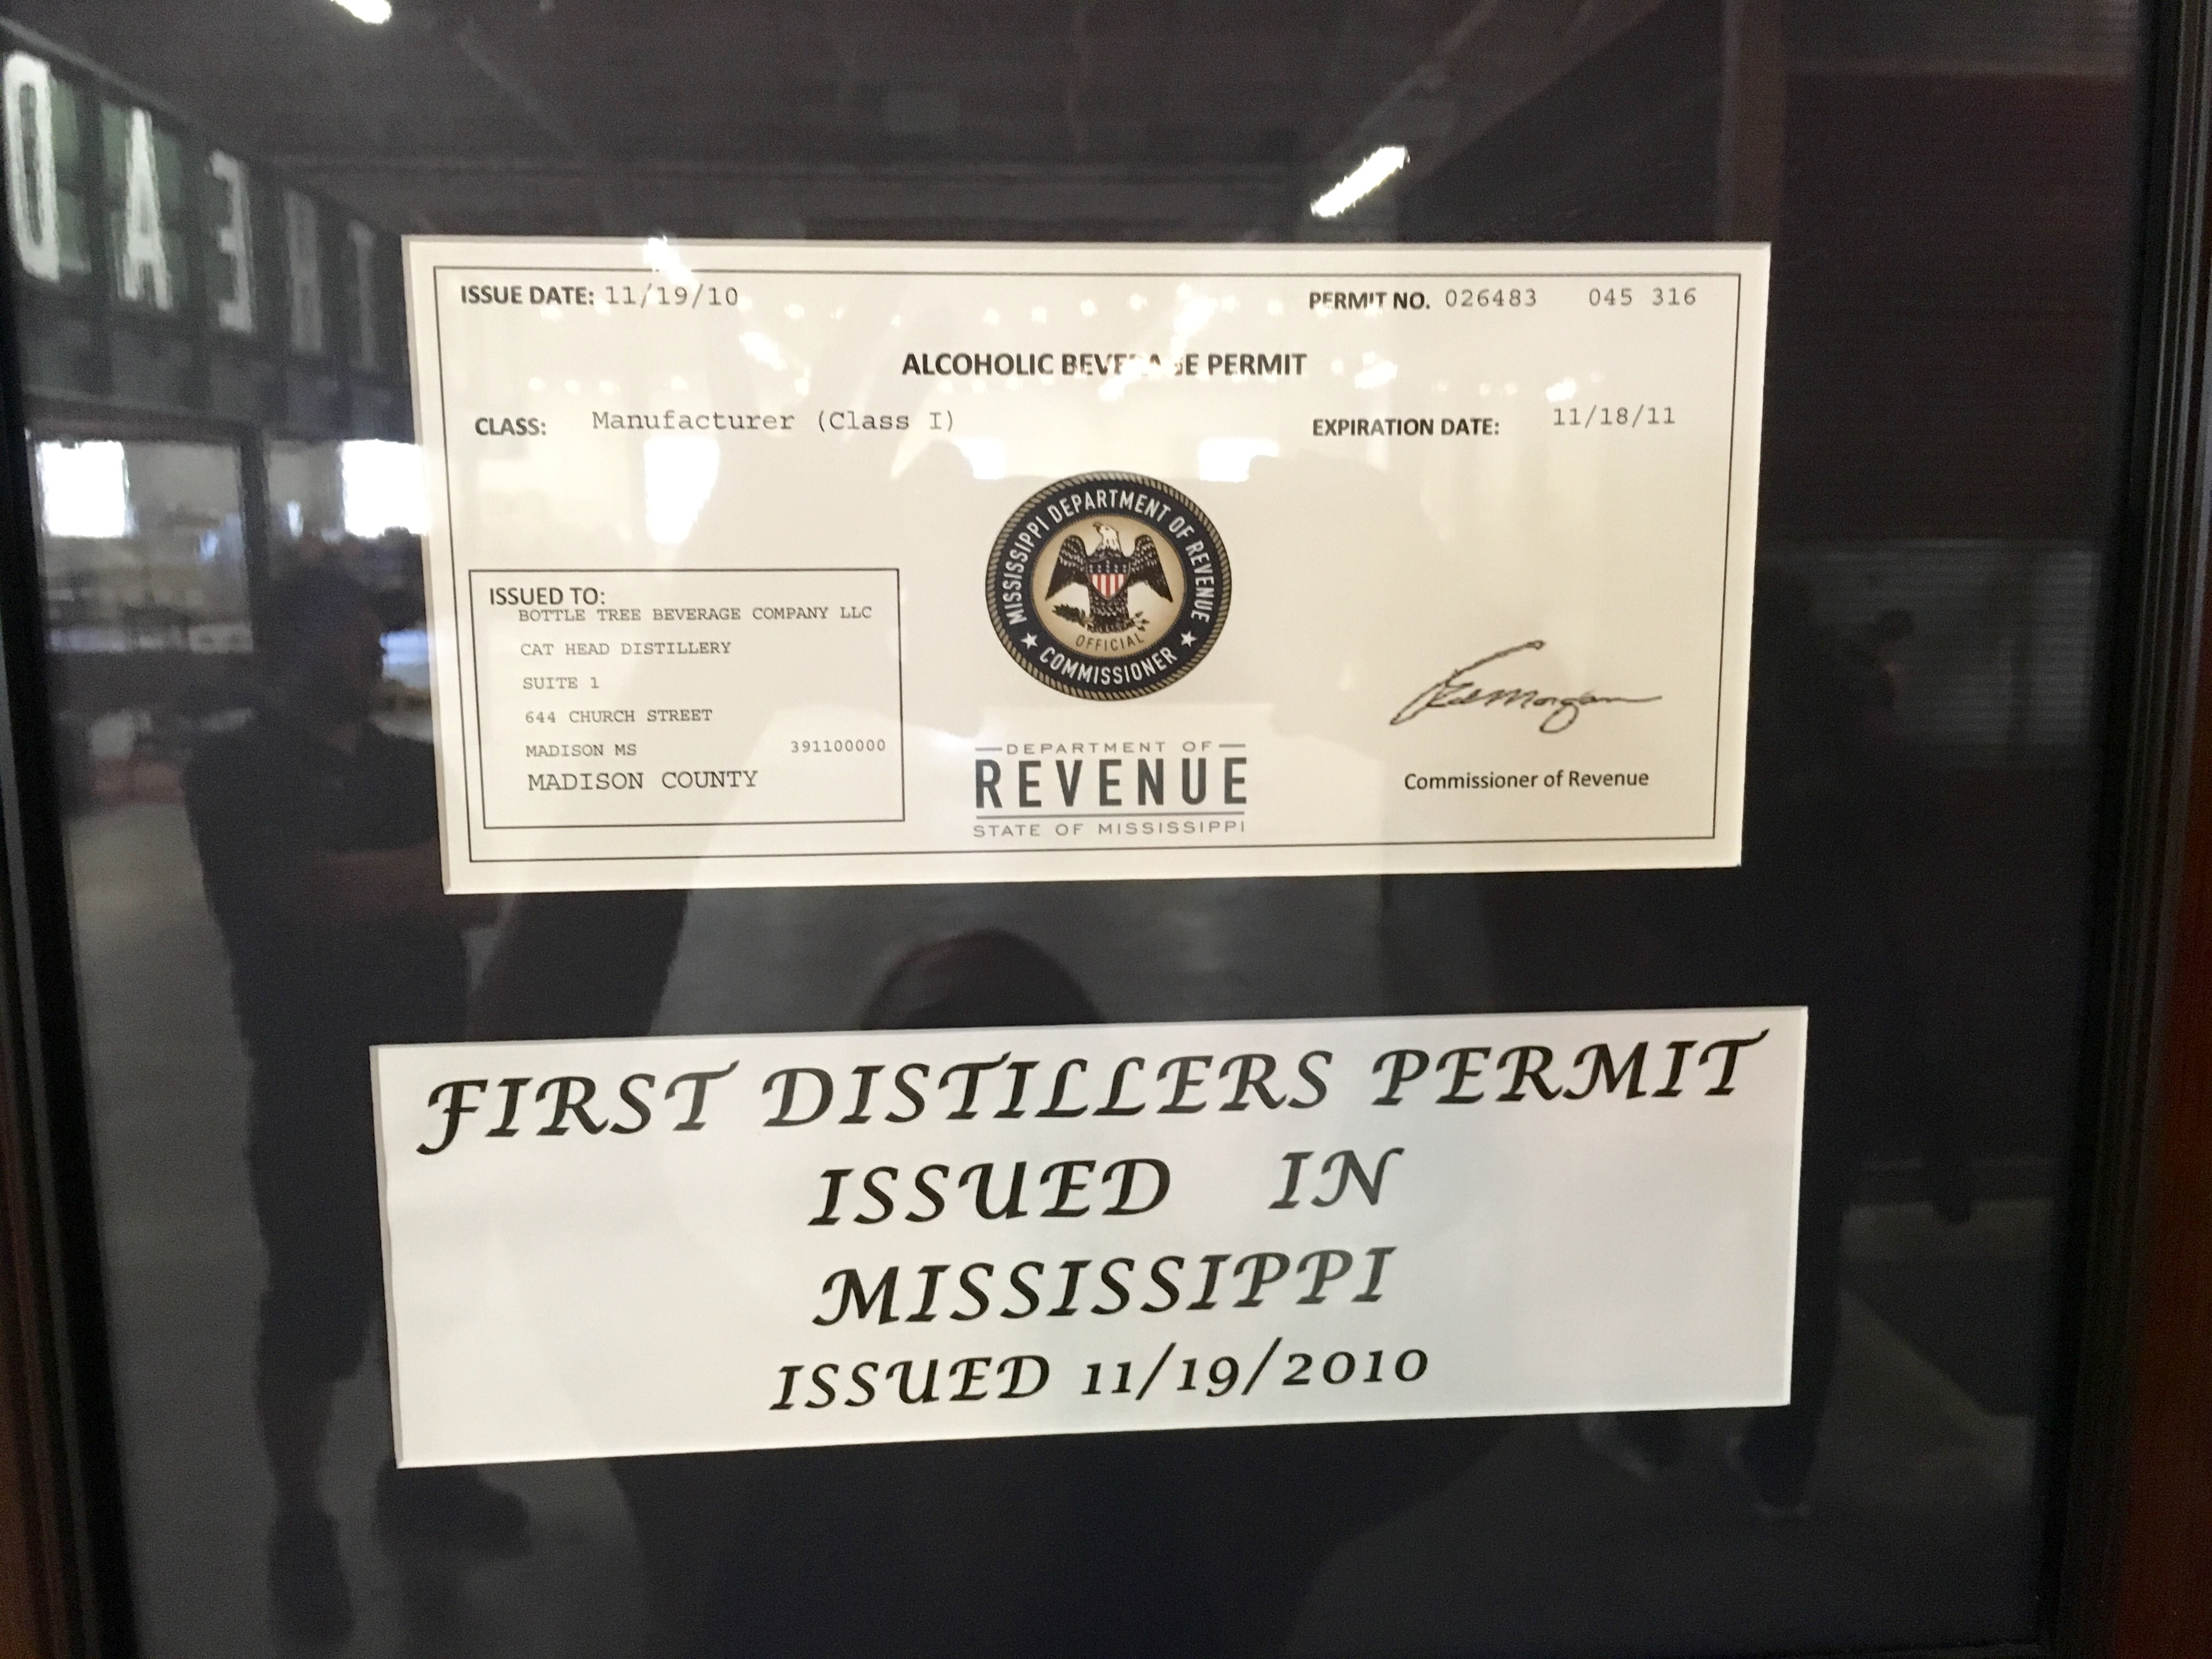 ISSUE DATE: 11/19/10
PERMIT NO. 026483 045 316
ALCOHOLIC BEVERAGE PERMIT
CLASS: Manufacturer (Class I)
EXPIRATION DATE: 11/18/11
MISSISSIPPI DEPARTMENT OF REVENUE
OFFICIAL
COMMISSIONER
ISSUED TO:
BOTTLE TREE BEVERAGE COMPANY LLC
CAT HEAD DISTILLERY
SUITE 1
644 CHURCH STREET
MADISON MS 391100000
MADISON COUNTY
DEPARTMENT OF
REVENUE
STATE OF MISSISSIPPI
Commissioner of Revenue
FIRST DISTILLERS PERMIT
ISSUED IN
MISSISSIPPI
ISSUED 11/19/2010